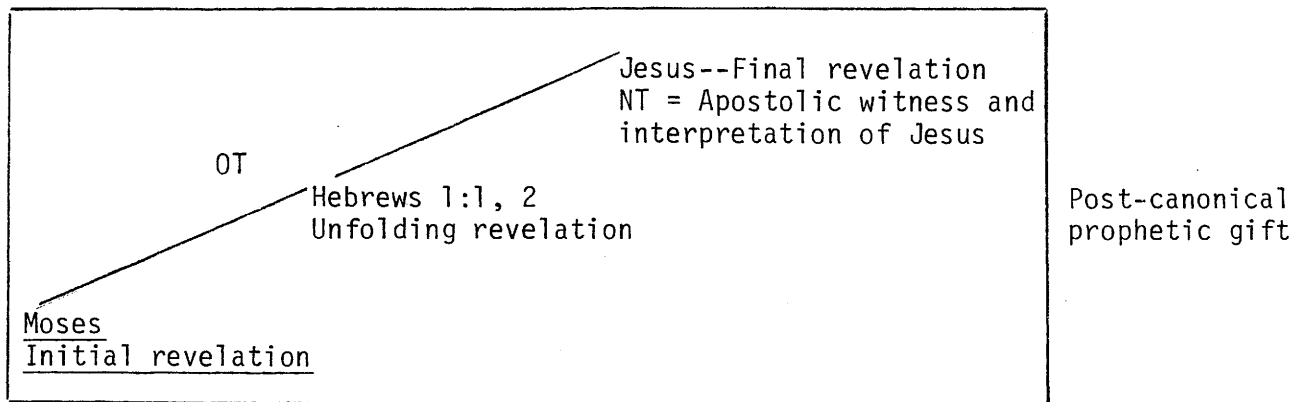 Jesus--Final revelation
NT = Apostolic witness and
interpretation of Jesus
OT
Hebrews 1:1, 2
Unfolding revelation
Post-canonical
prophetic gift
Moses
Initial revelation